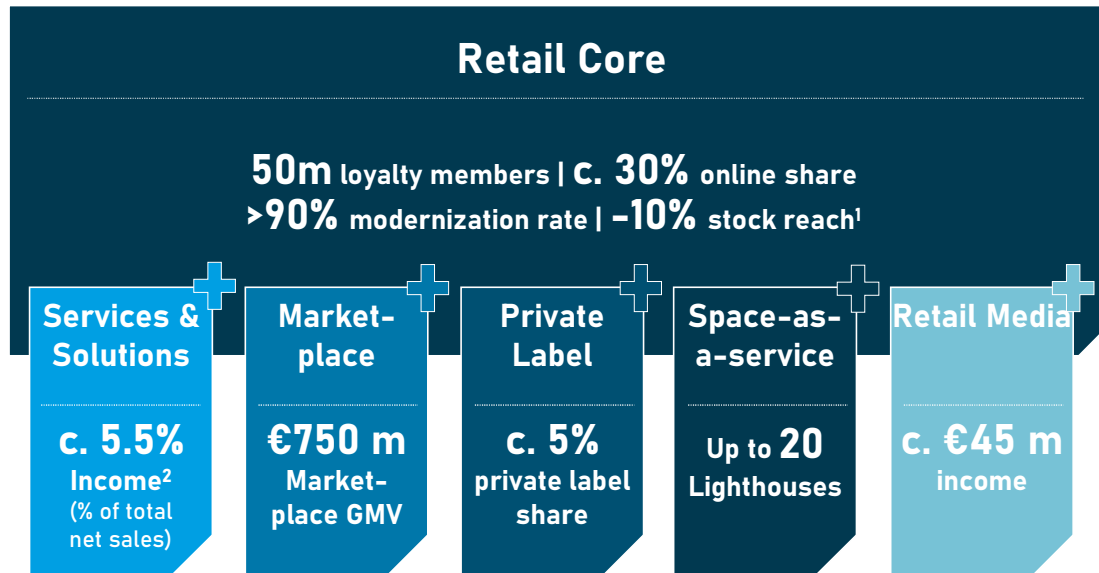 Retail Core
50m loyalty members | c. 30% online share
>90% modernization rate | -10% stock reach¹
Services &
Solutions
c. 5.5%
Income²
(% of total
net sales)
Market-
place
€750 m
Market-
place GMV
Private
Label
c. 5%
private label
share
Space-as-
a-service
Up to 20
Lighthouses
Retail Media
c. €45 m
income